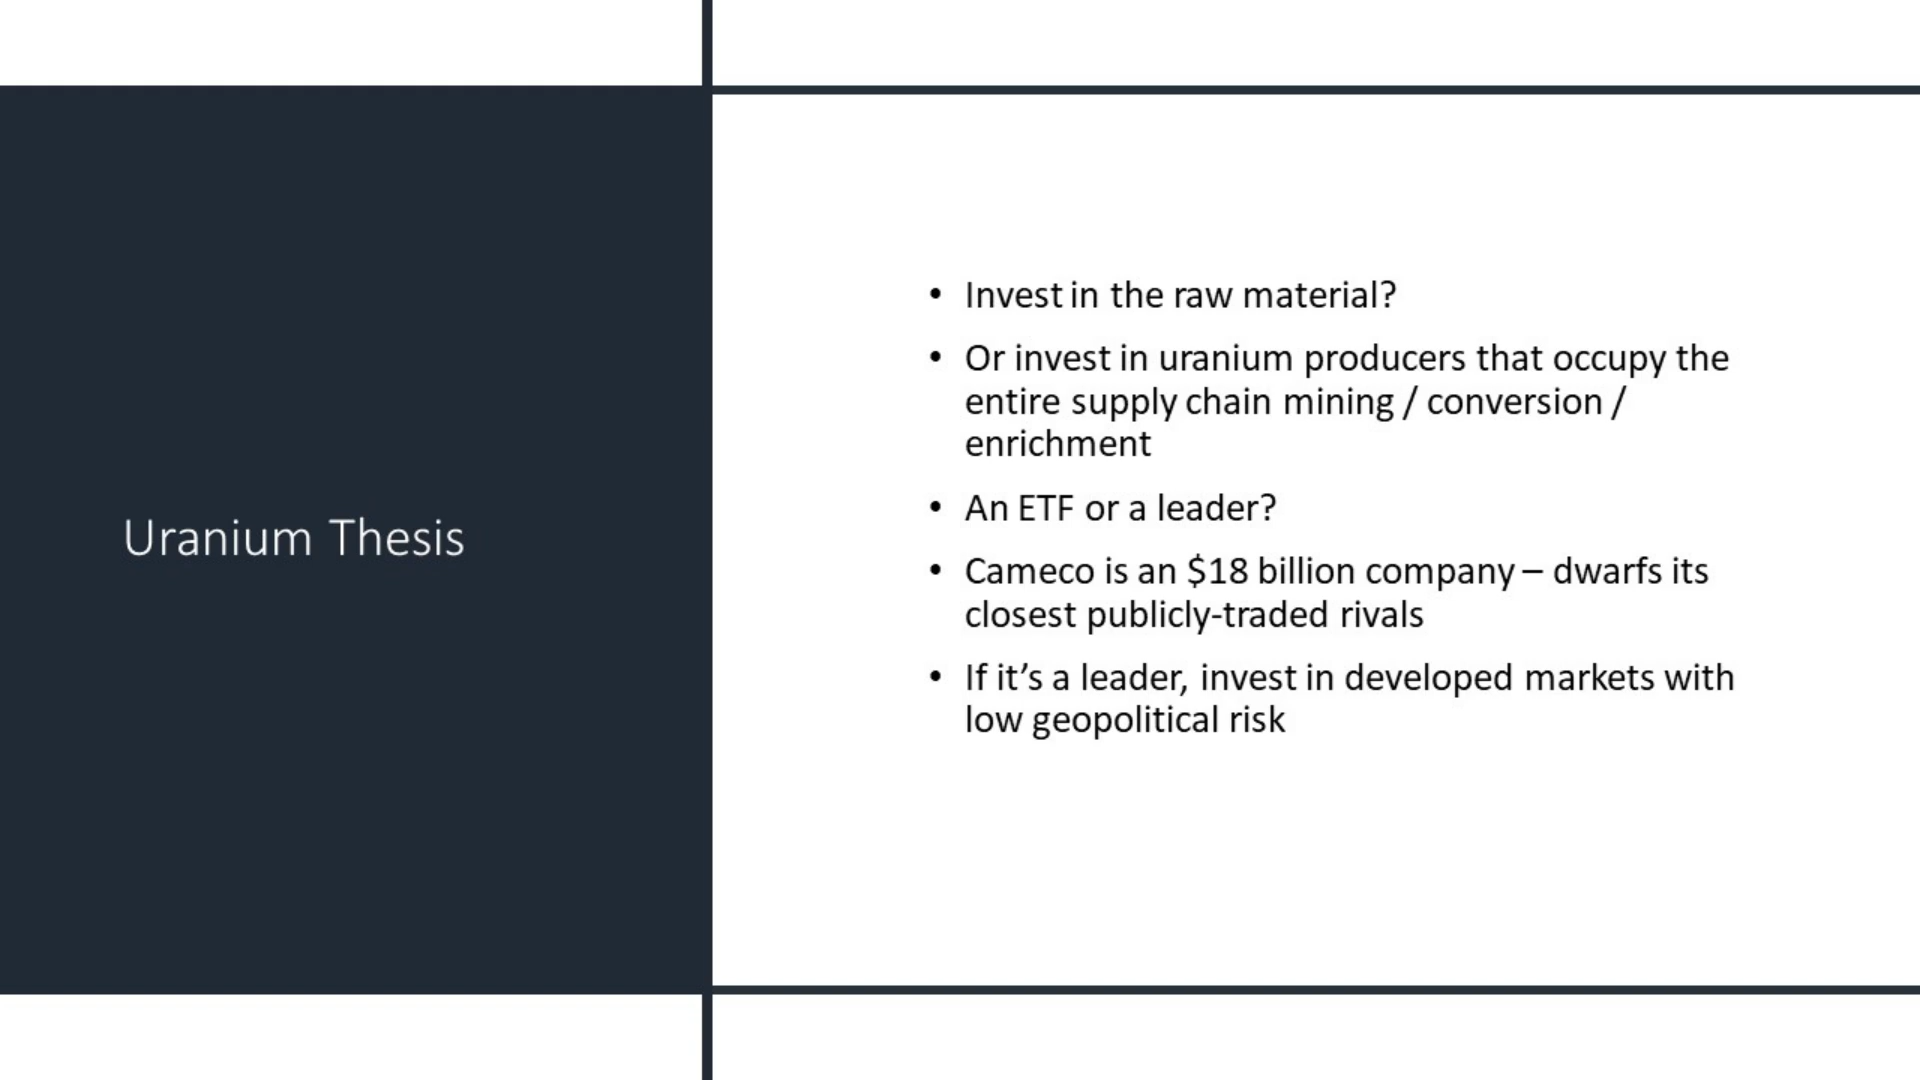 Uranium Thesis
• Invest in the raw material?
• Or invest in uranium producers that occupy the
entire supply chain mining / conversion /
enrichment
• An ETF or a leader?
• Cameco is an $18 billion company – dwarfs its
closest publicly-traded rivals
• If it’s a leader, invest in developed markets with
low geopolitical risk